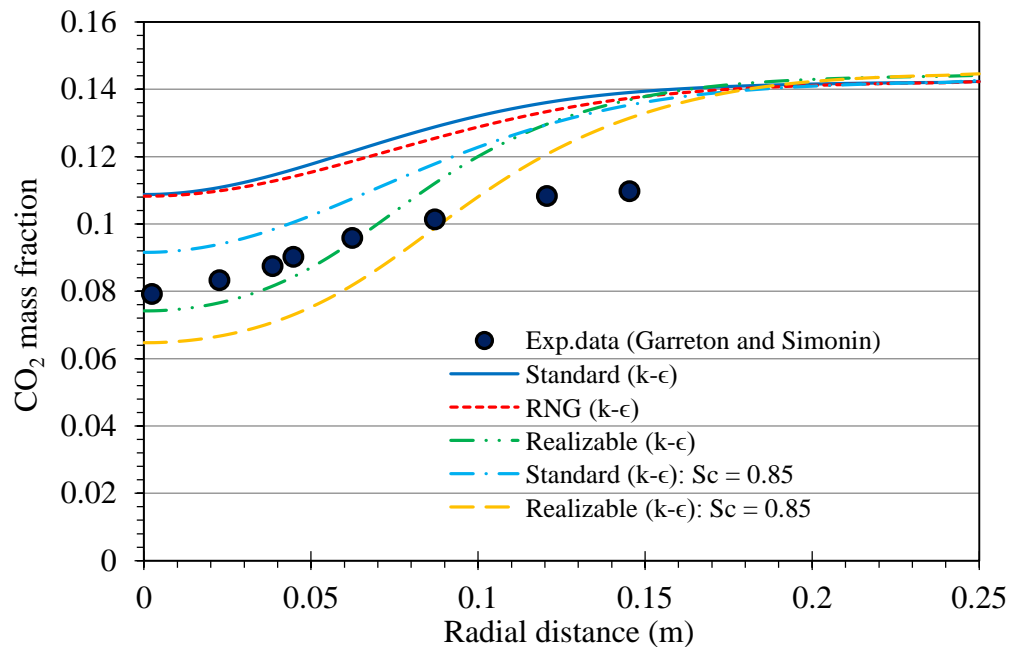 0.16
0.14
0.12
0.1
0.08
0.06
0.04
0.02
0
CO₂ mass fraction
Exp.data (Garreton and Simonin)
Standard (k-ϵ)
RNG (k-ϵ)
Realizable (k-ϵ)
Standard (k-ϵ): Sc = 0.85
Realizable (k-ϵ): Sc = 0.85
0 0.05 0.1 0.15 0.2 0.25
Radial distance (m)